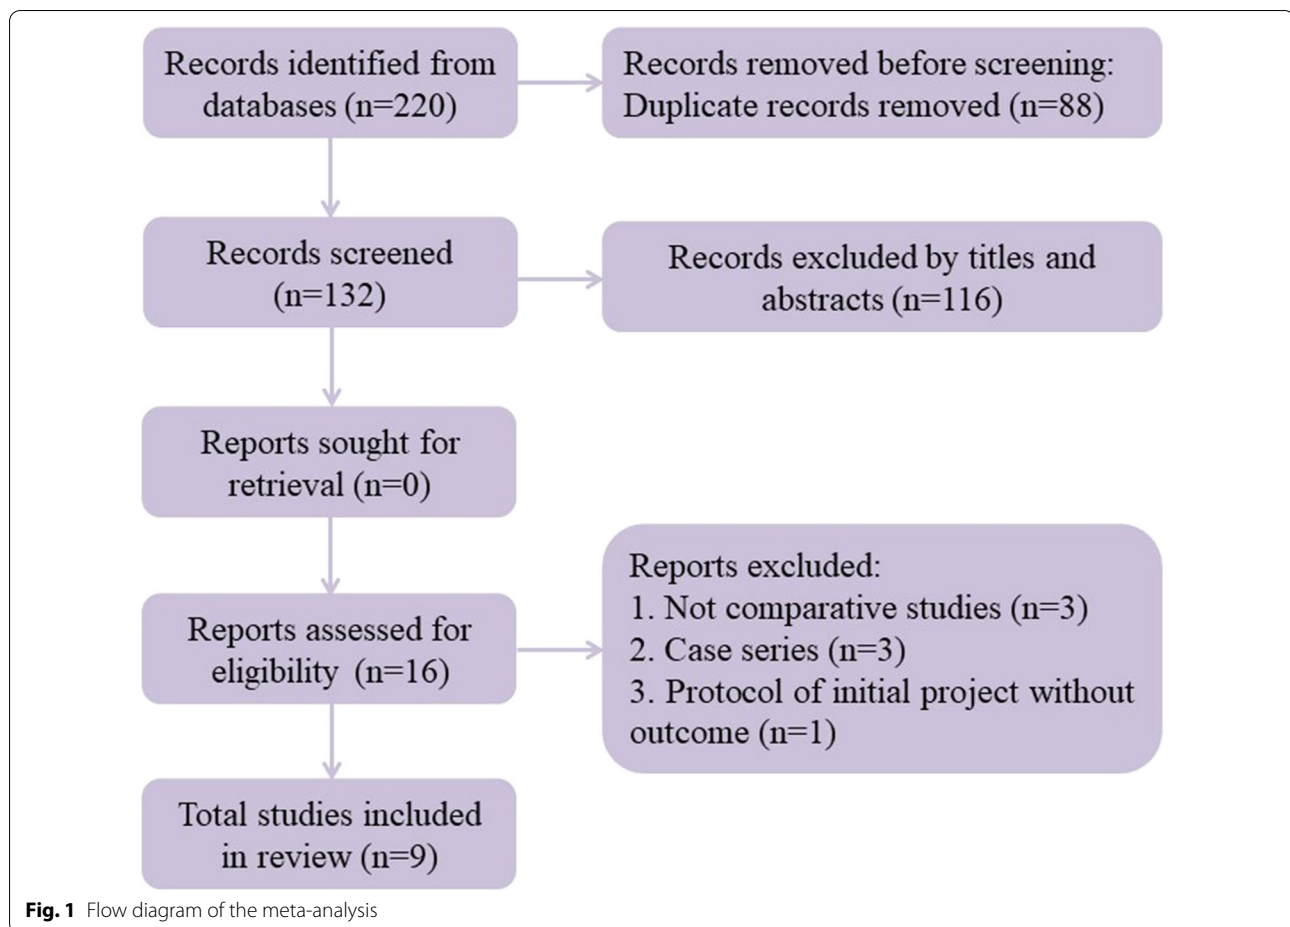 Records identified from
databases (n=220)
Records removed before screening:
Duplicate records removed (n=88)
Records screened
(n=132)
Records excluded by titles and
abstracts (n=116)
Reports sought for
retrieval (n=0)
Reports assessed for
eligibility (n=16)
Reports excluded:
1. Not comparative studies (n=3)
2. Case series (n=3)
3. Protocol of initial project without
outcome (n=1)
Total studies included
in review (n=9)
Fig. 1 Flow diagram of the meta-analysis